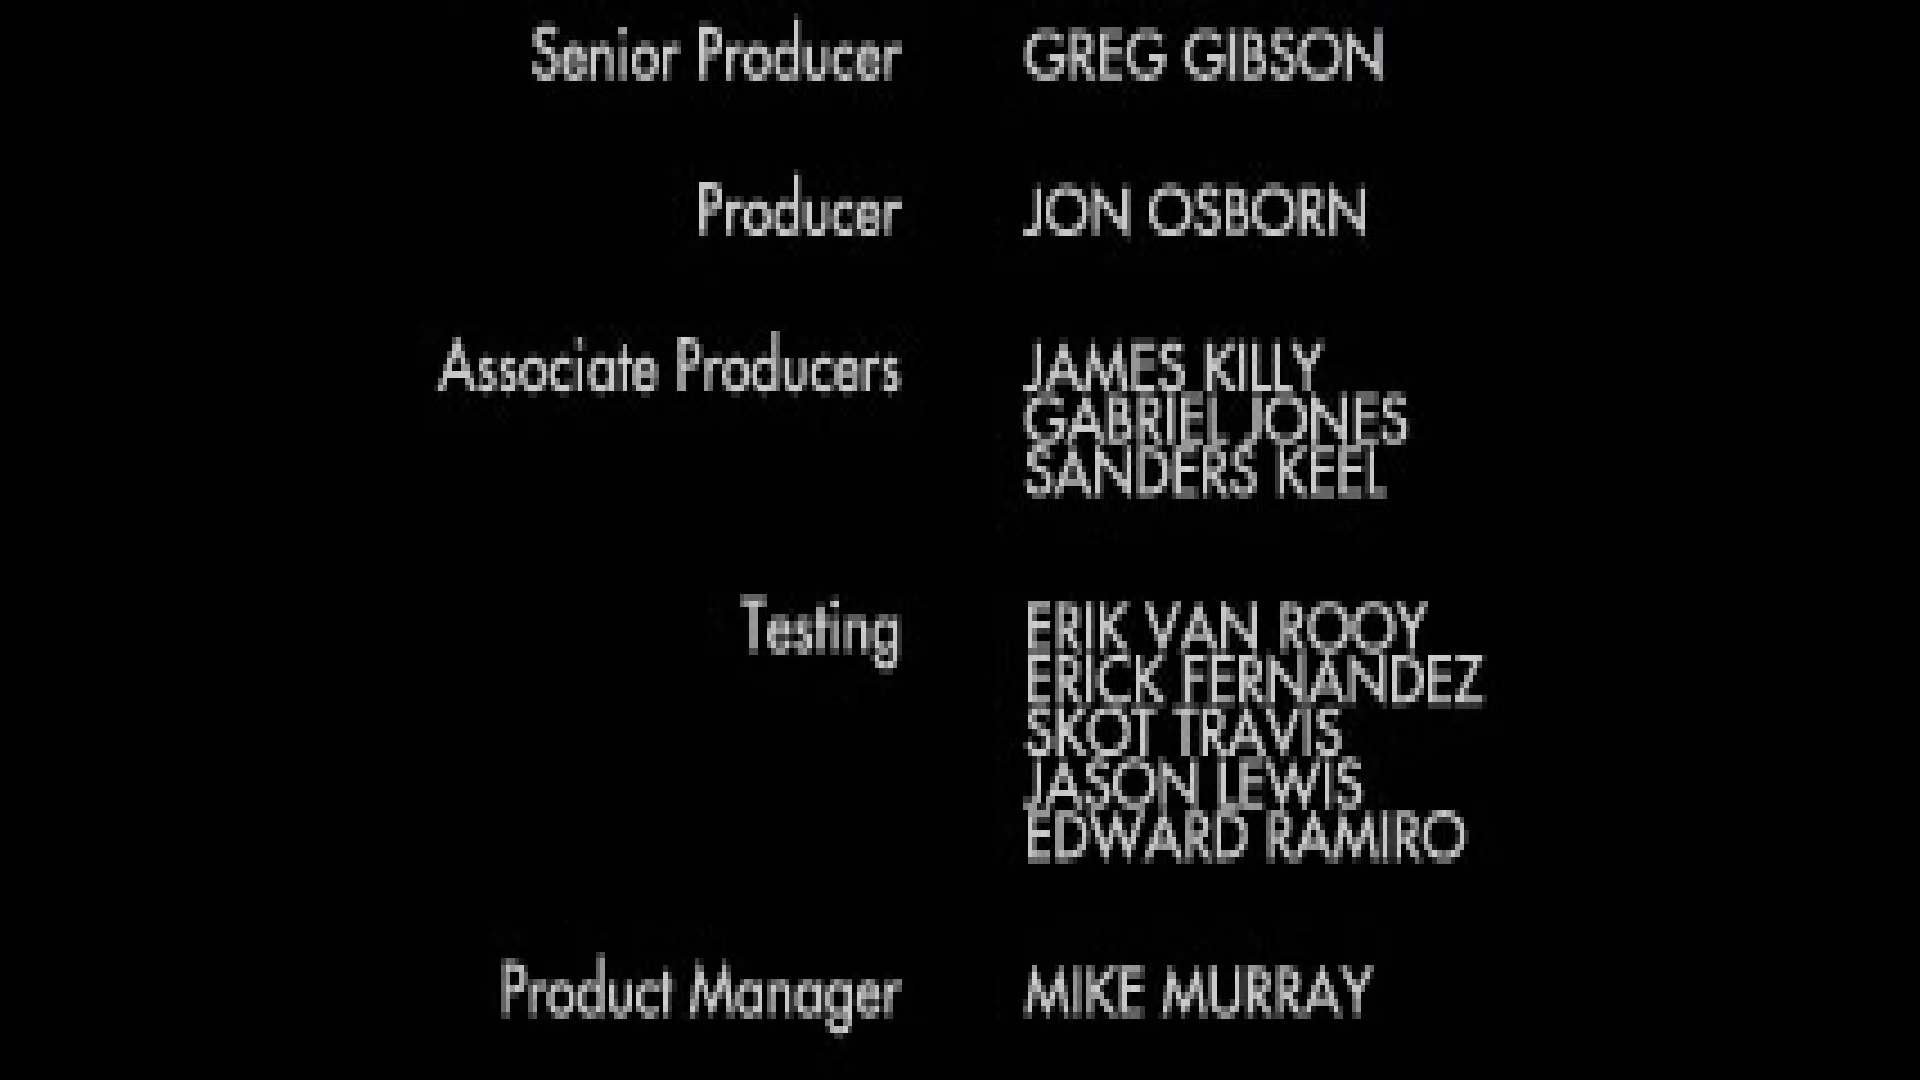 Senior Producer GREG GIBSON
Producer JON OSBORN
Associate Producers JAMES KILLY
GABRIEL JONES
SANDERS KEEL
Testing ERIK VAN ROOY
ERICK FERNANDEZ
SKOT TRAVIS
JASON LEWIS
EDWARD RAMIRO
Product Manager MIKE MURRAY